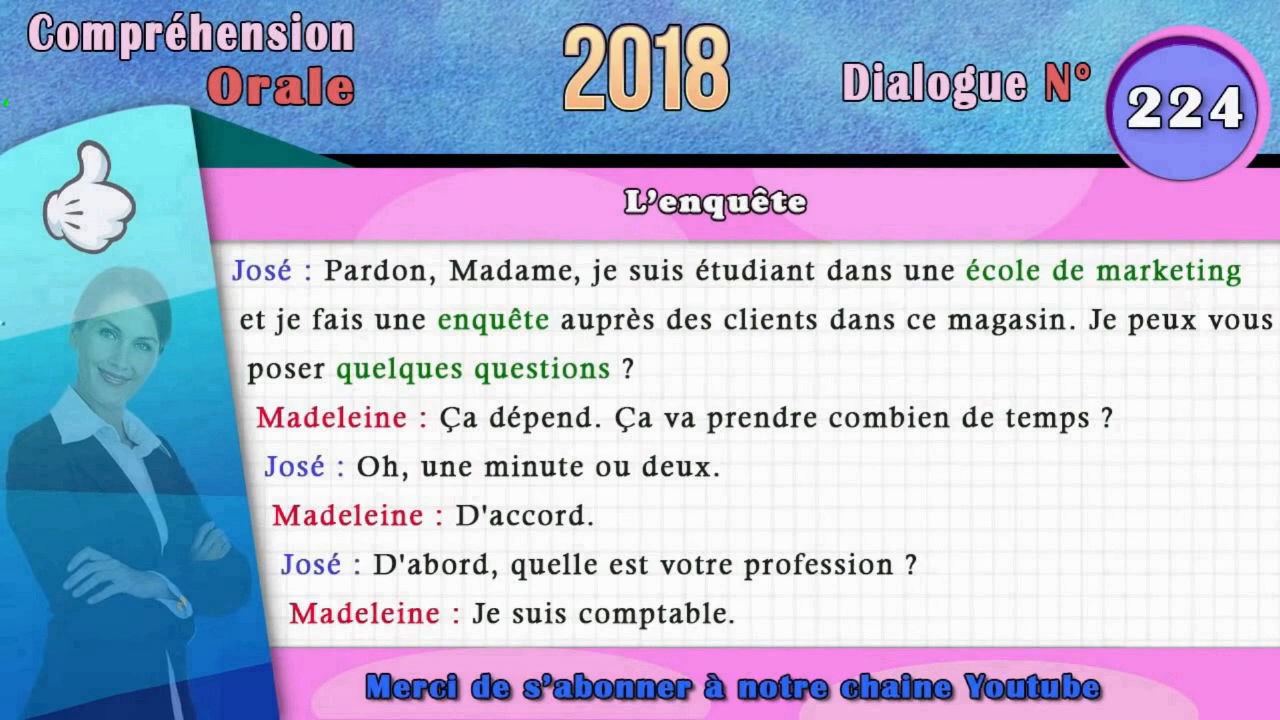 Compréhension
Orale
2018
Dialogue N°
224
L'enquête
José : Pardon, Madame, je suis étudiant dans une école de marketing
et je fais une enquête auprès des clients dans ce magasin. Je peux vous
poser quelques questions ?
Madeleine : Ça dépend. Ça va prendre combien de temps ?
José : Oh, une minute ou deux.
Madeleine : D'accord.
José : D'abord, quelle est votre profession ?
Madeleine : Je suis comptable.
Merci de s'abonner à notre chaine Youtube